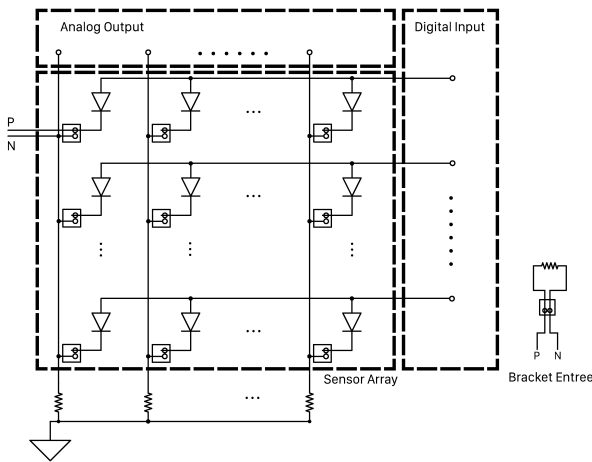 Analog Output
Digital Input
P
N
Sensor Array
P N
Bracket Entree